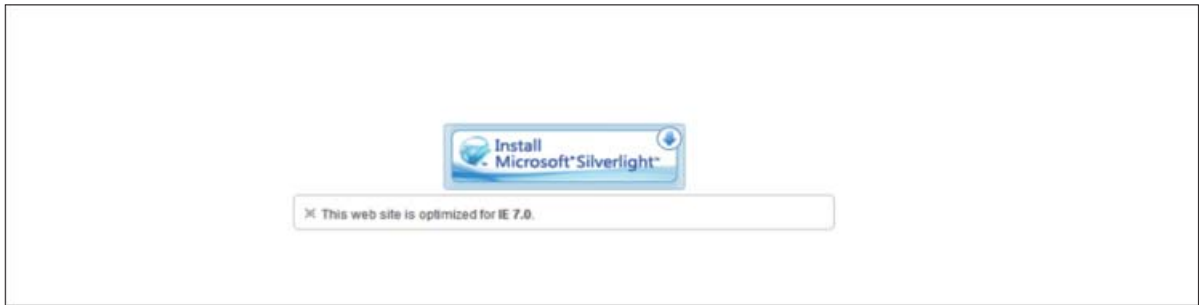 Install
Microsoft® Silverlight™
This web site is optimized for IE 7.0.